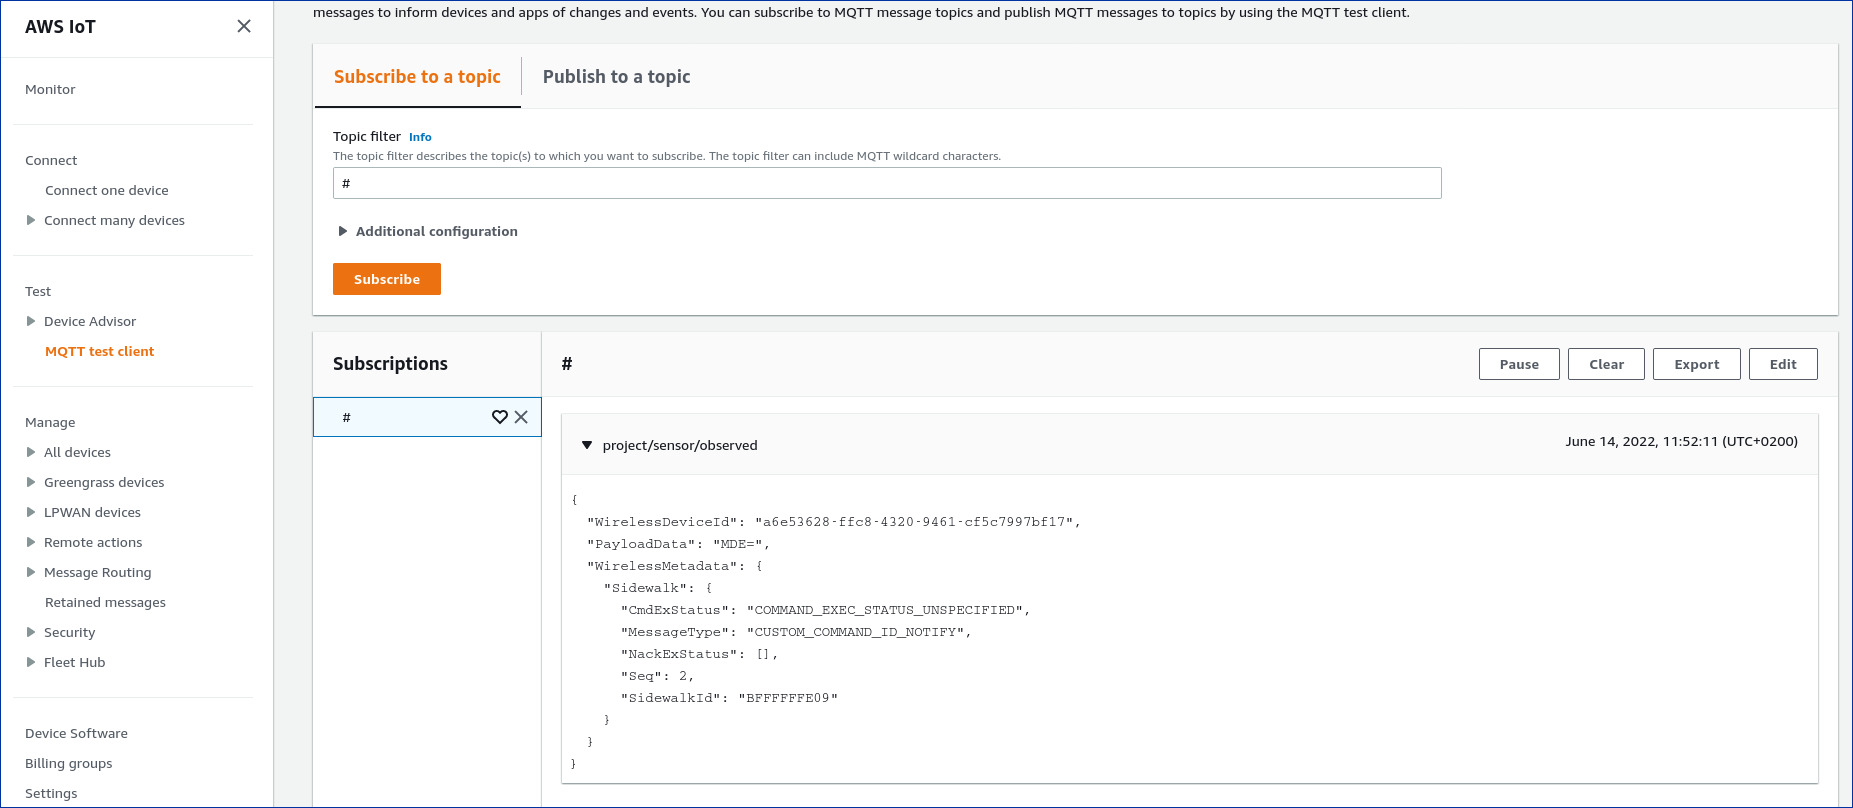 AWS IoT
Monitor
Connect
Connect one device
Connect many devices
Test
Device Advisor
MQTT test client
Manage
All devices
Greengrass devices
LPWAN devices
Remote actions
Message Routing
Retained messages
Security
Fleet Hub
Device Software
Billing groups
Settings
messages to inform devices and apps of changes and events. You can subscribe to MQTT message topics and publish MQTT messages to topics by using the MQTT test client.
Subscribe to a topic
Publish to a topic
Topic filter Info
The topic filter describes the topic(s) to which you want to subscribe. The topic filter can include MQTT wildcard characters.
#
Additional configuration
Subscribe
Subscriptions
#
#
Pause Clear Export Edit
project/sensor/observed
June 14, 2022, 11:52:11 (UTC+0200)
{
"WirelessDeviceId": "a6e53628-ffc8-4320-9461-cf5c7997bf17",
"PayloadData": "MDE=",
"WirelessMetadata": {
"Sidewalk": {
"CmdExStatus": "COMMAND_EXEC_STATUS_UNSPECIFIED",
"MessageType": "CUSTOM_COMMAND_ID_NOTIFY",
"NackExStatus": [],
"Seq": 2,
"SidewalkId": "BFFFFFFE09"
}
}
}